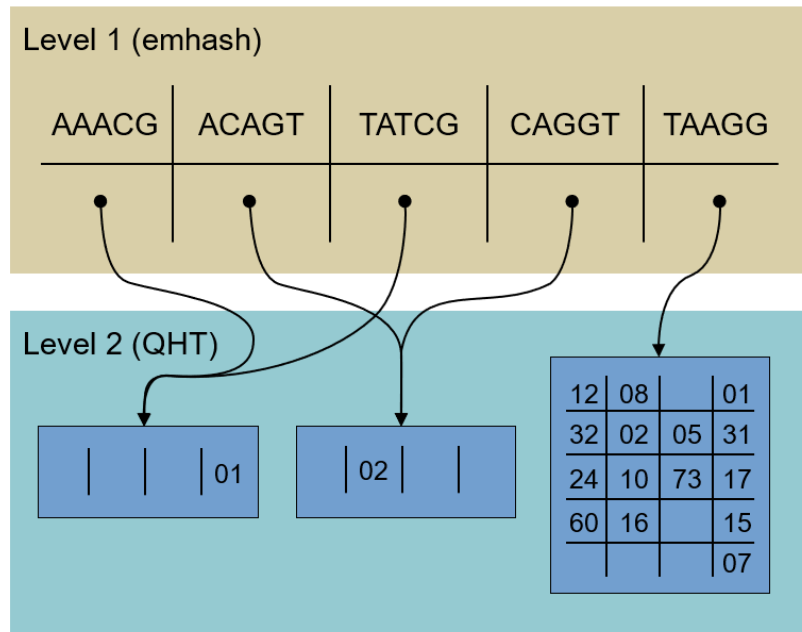 Level 1 (emhash)
AAACG ACAGT TATCG CAGGT TAAGG
Level 2 (QHT)
01
02
12 08 01
32 02 05 31
24 10 73 17
60 16 15
07